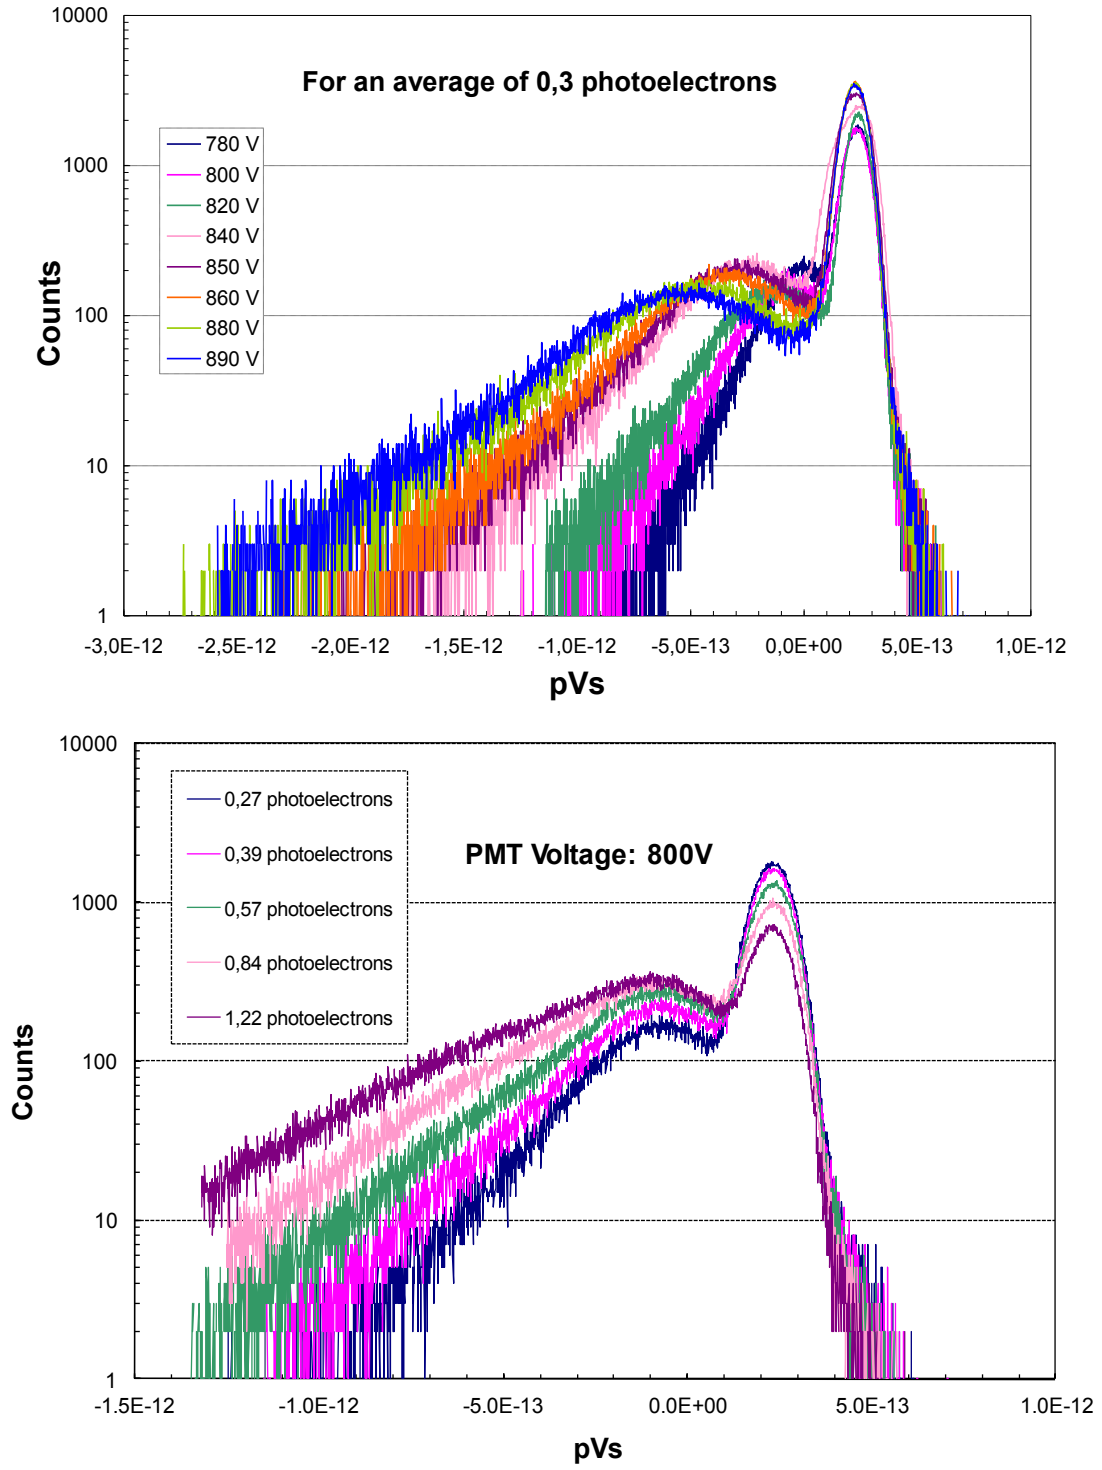 10000
For an average of 0,3 photoelectrons
780 V
800 V
820 V
840 V
850 V
860 V
880 V
890 V
1000
100
10
1
Counts
-3,0E-12 -2,5E-12 -2,0E-12 -1,5E-12 -1,0E-12 -5,0E-13 0,0E+00 5,0E-13 1,0E-12
pVs
10000
0,27 photoelectrons
0,39 photoelectrons
0,57 photoelectrons
0,84 photoelectrons
1,22 photoelectrons
PMT Voltage: 800V
1000
100
10
1
Counts
-1.5E-12 -1.0E-12 -5.0E-13 0.0E+00 5.0E-13 1.0E-12
pVs